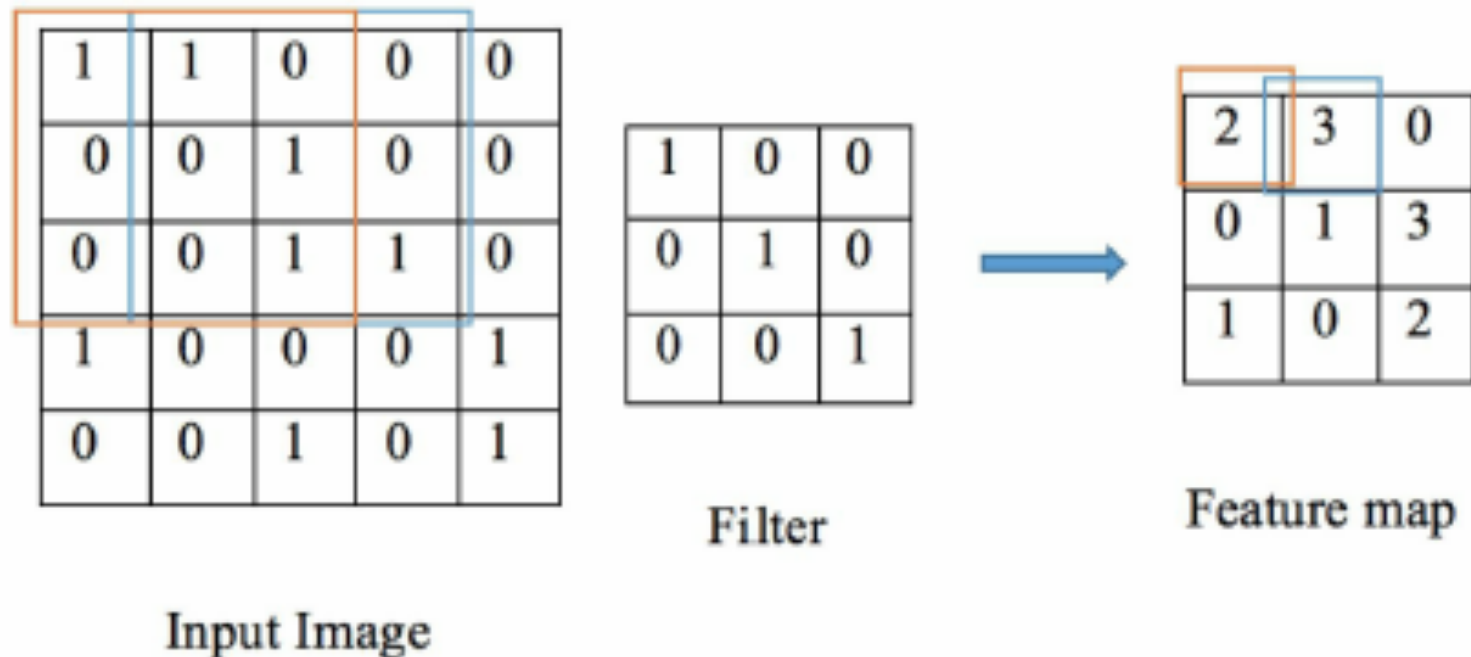 1 1 0 0 0
0 0 1 0 0
0 0 1 1 0
1 0 0 0 1
0 0 1 0 1
Input Image
1 0 0
0 1 0
0 0 1
Filter
2 3 0
0 1 3
1 0 2
Feature map